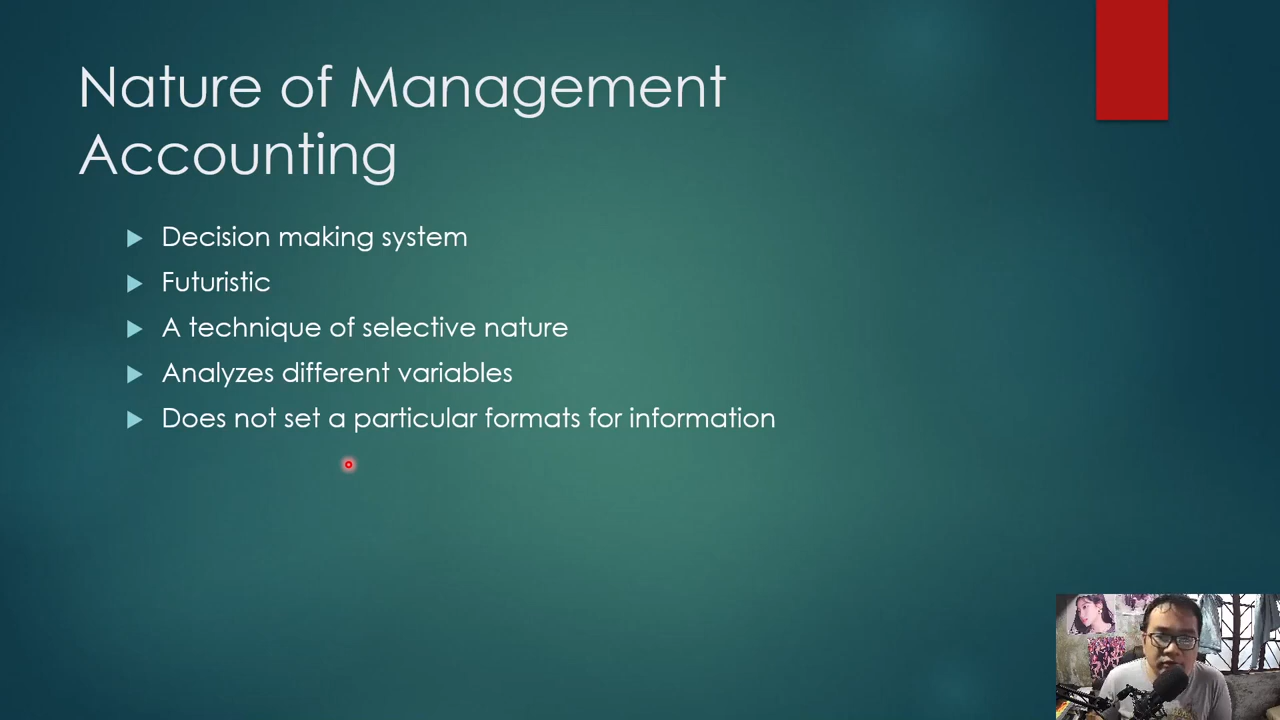 Nature of Management
Accounting
Decision making system
Futuristic
A technique of selective nature
Analyzes different variables
Does not set a particular formats for information